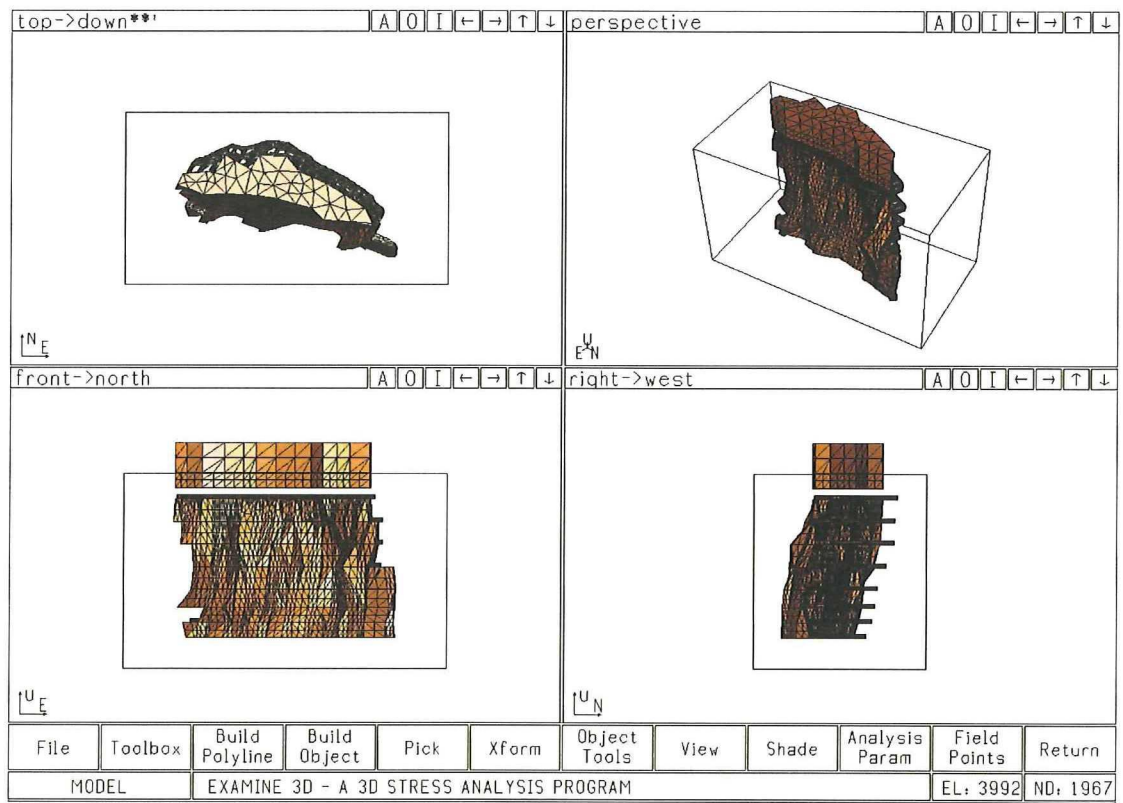 top->down**' A O I ← → ↑ ↓
perspective A O I ← → ↑ ↓
N
E
U
E N
front->north A O I ← → ↑ ↓
right->west A O I ← → ↑ ↓
U
E
U
N
File Toolbox Build Polyline Build Object Pick Xform Object Tools View Shade Analysis Param Field Points Return
MODEL EXAMINE 3D - A 3D STRESS ANALYSIS PROGRAM EL: 3992 ND: 1967